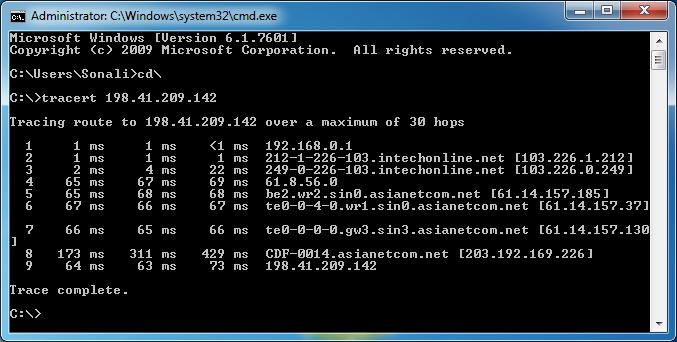 Administrator: C:\Windows\system32\cmd.exe
Microsoft Windows [Version 6.1.7601]
Copyright (c) 2009 Microsoft Corporation.  All rights reserved.
C:\Users\Sonali>cd\
C:\>tracert 198.41.209.142
Tracing route to 198.41.209.142 over a maximum of 30 hops
  1     1 ms     1 ms    <1 ms  192.168.0.1
  2     1 ms     1 ms     1 ms  212-1-226-103.intechonline.net [103.226.1.212]
  3     2 ms     4 ms    22 ms  249-0-226-103.intechonline.net [103.226.0.249]
  4    65 ms    67 ms    69 ms  61.8.56.0
  5    65 ms    68 ms    68 ms  be2.wr2.sin0.asianetcom.net [61.14.157.185]
  6    67 ms    66 ms    67 ms  te0-0-4-0.wr1.sin0.asianetcom.net [61.14.157.37]
  7    66 ms    65 ms    66 ms  te0-0-0-0.gw3.sin3.asianetcom.net [61.14.157.130
]
  8   173 ms   311 ms   429 ms  CDF-0014.asianetcom.net [203.192.169.226]
  9    64 ms    63 ms    73 ms  198.41.209.142
Trace complete.
C:\>